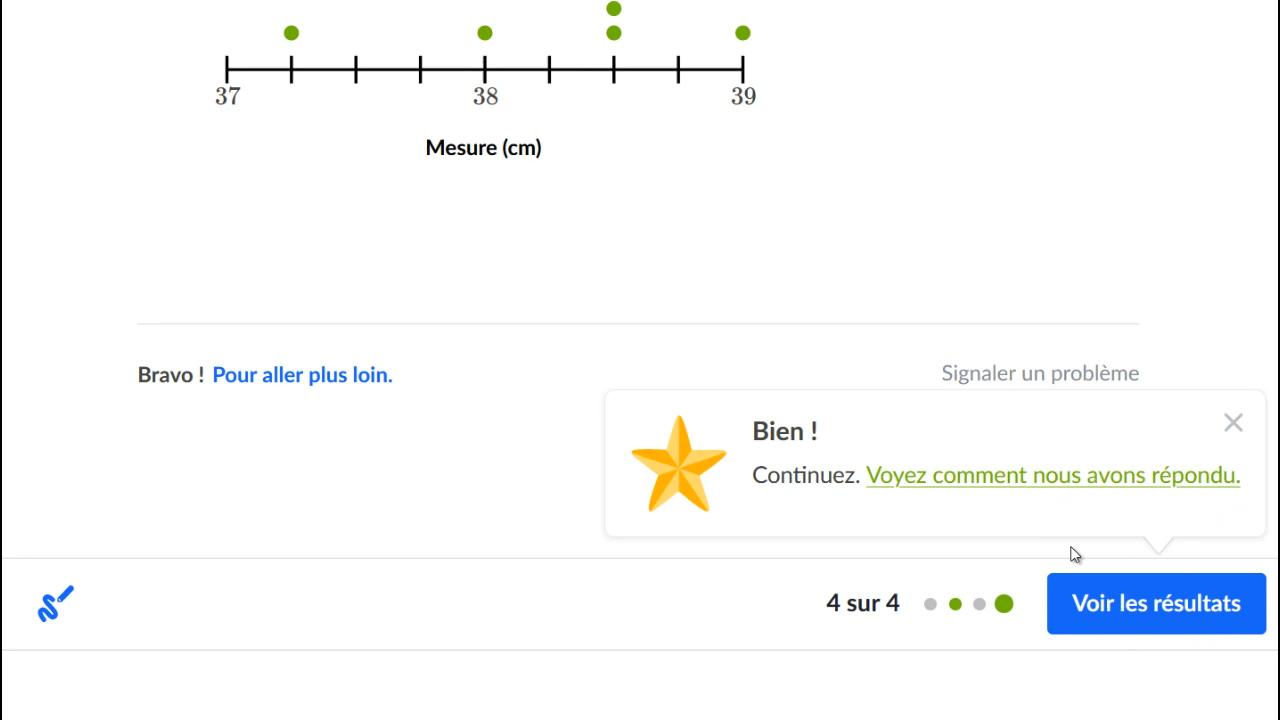 37 38 39
Mesure (cm)
Bravo ! Pour aller plus loin.
Signaler un problème
Bien !
Continuez. Voyez comment nous avons répondu.
4 sur 4
Voir les résultats